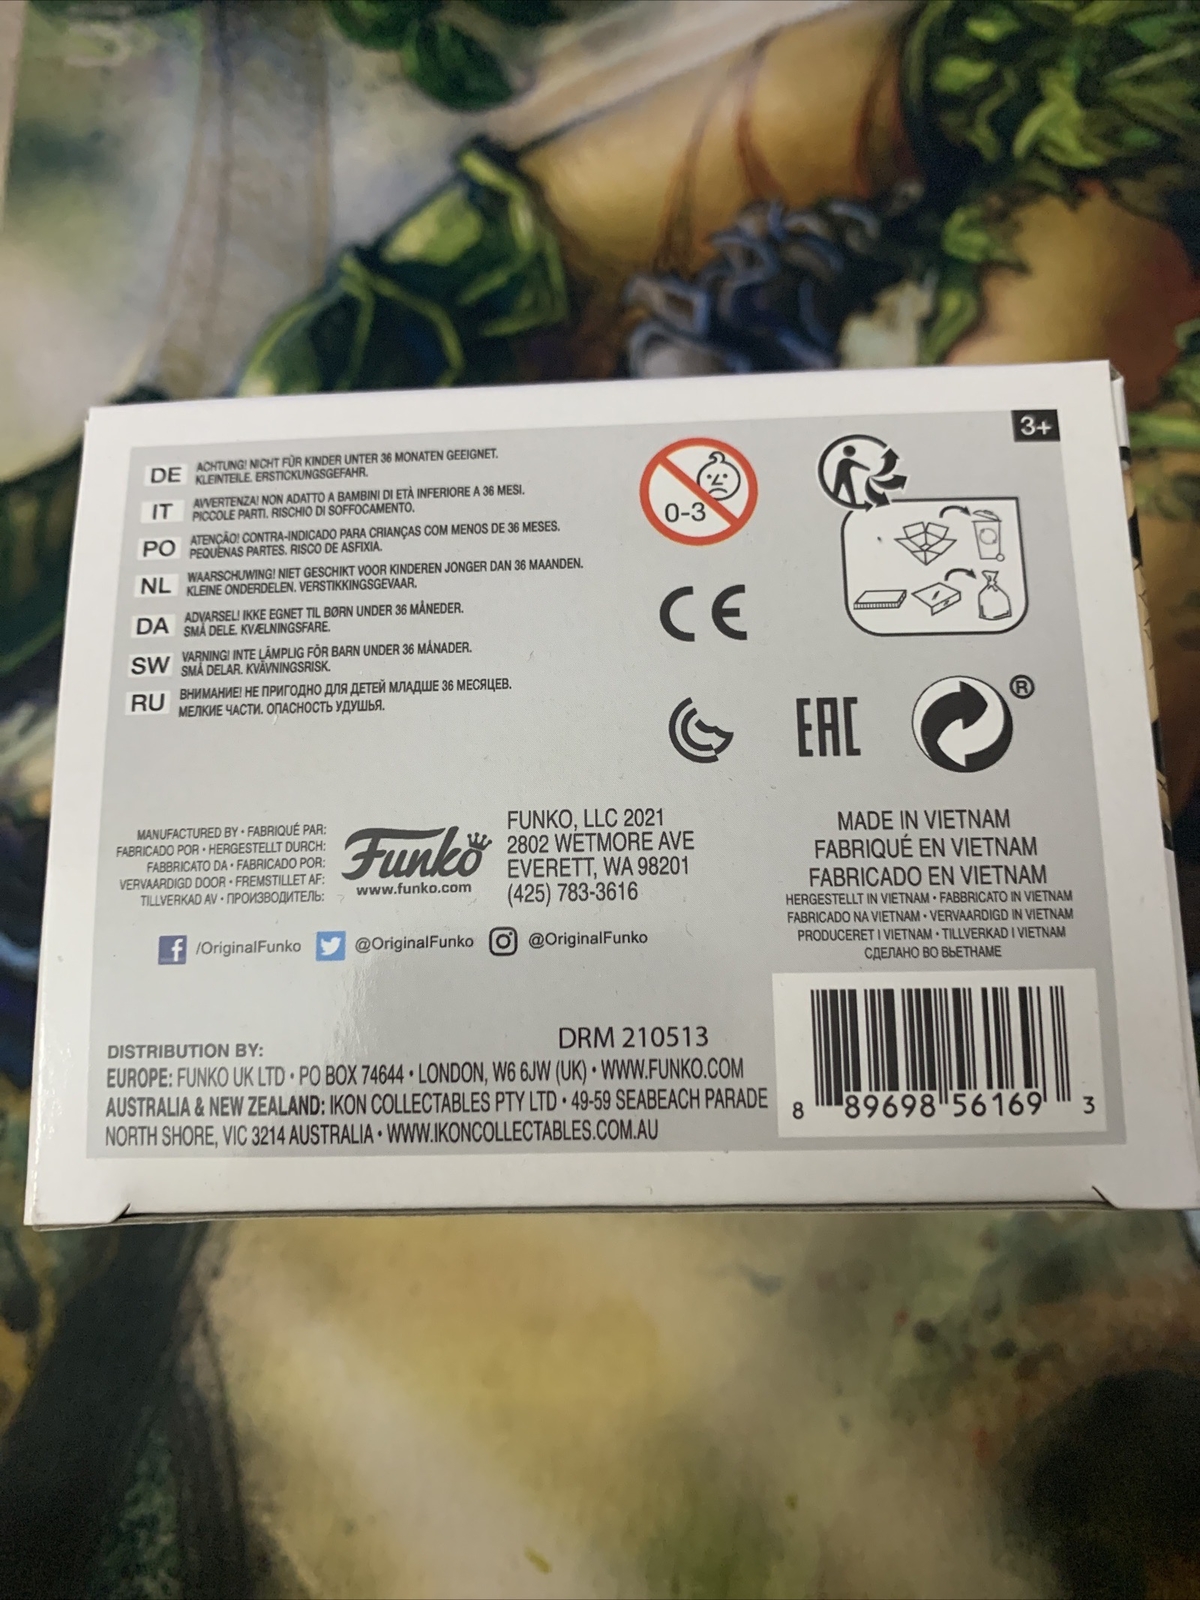 3+
DE ACHTUNG! NICHT FÜR KINDER UNTER 36 MONATEN GEEIGNET.
KLEINTEILE. ERSTICKUNGSGEFAHR.
IT AVVERTENZA! NON ADATTO A BAMBINI DI ETÀ INFERIORE A 36 MESI.
PICCOLE PARTI. RISCHIO DI SOFFOCAMENTO.
PO ATENÇÃO! CONTRA-INDICADO PARA CRIANÇAS COM MENOS DE 36 MESES.
PEQUENAS PARTES. RISCO DE ASFIXIA.
NL WAARSCHUWING! NIET GESCHIKT VOOR KINDEREN JONGER DAN 36 MAANDEN.
KLEINE ONDERDELEN. VERSTIKKINGSGEVAAR.
DA ADVARSEL! IKKE EGNET TIL BØRN UNDER 36 MÅNEDER.
SMÅ DELE. KVÆLNINGSFARE.
SW VARNING! INTE LÄMPLIG FÖR BARN UNDER 36 MÅNADER.
SMÅ DELAR. KVÄVNINGSRISK.
RU ВНИМАНИЕ! НЕ ПРИГОДНО ДЛЯ ДЕТЕЙ МЛАДШЕ 36 МЕСЯЦЕВ.
МЕЛКИЕ ЧАСТИ. ОПАСНОСТЬ УДУШЬЯ.
0-3
CE
EAC
®
MANUFACTURED BY • FABRIQUÉ PAR:
FABRICADO POR • HERGESTELLT DURCH:
FABBRICATO DA • FABRICADO POR:
VERVAARDIGD DOOR • FREMSTILLET AF:
TILLVERKAD AV • ПРОИЗВОДИТЕЛЬ:
Funko
www.funko.com
FUNKO, LLC 2021
2802 WETMORE AVE
EVERETT, WA 98201
(425) 783-3616
MADE IN VIETNAM
FABRIQUÉ EN VIETNAM
FABRICADO EN VIETNAM
HERGESTELLT IN VIETNAM • FABBRICATO IN VIETNAM
FABRICADO NA VIETNAM • VERVAARDIGD IN VIETNAM
PRODUCERET I VIETNAM • TILLVERKAD I VIETNAM
СДЕЛАНО ВО ВЬЕТНАМЕ
/OriginalFunko @OriginalFunko @OriginalFunko
DRM 210513
DISTRIBUTION BY:
EUROPE: FUNKO UK LTD • PO BOX 74644 • LONDON, W6 6JW (UK) • WWW.FUNKO.COM
AUSTRALIA & NEW ZEALAND: IKON COLLECTABLES PTY LTD • 49-59 SEABEACH PARADE
NORTH SHORE, VIC 3214 AUSTRALIA • WWW.IKONCOLLECTABLES.COM.AU
8 89698 56169 3